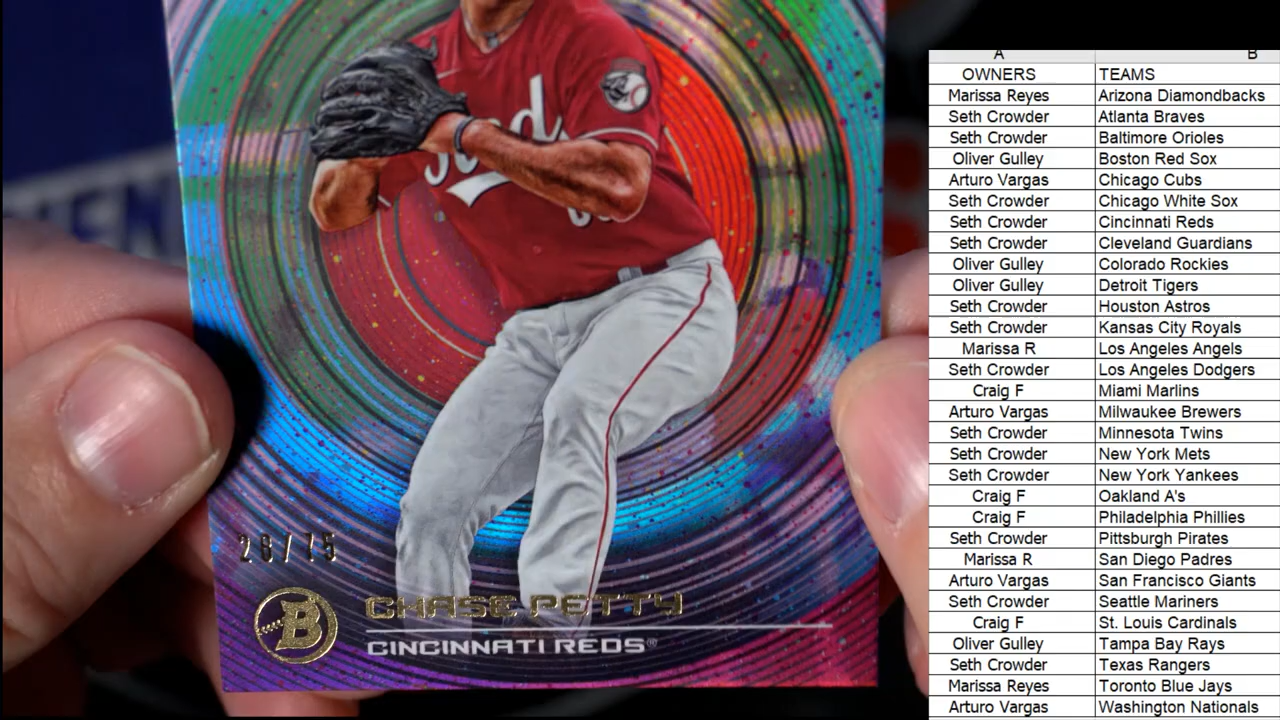 28/75
B
CHASE PETTY
CINCINNATI REDS®
A B
OWNERS TEAMS
Marissa Reyes Arizona Diamondbacks
Seth Crowder Atlanta Braves
Seth Crowder Baltimore Orioles
Oliver Gulley Boston Red Sox
Arturo Vargas Chicago Cubs
Seth Crowder Chicago White Sox
Seth Crowder Cincinnati Reds
Seth Crowder Cleveland Guardians
Oliver Gulley Colorado Rockies
Oliver Gulley Detroit Tigers
Seth Crowder Houston Astros
Seth Crowder Kansas City Royals
Marissa R Los Angeles Angels
Seth Crowder Los Angeles Dodgers
Craig F Miami Marlins
Arturo Vargas Milwaukee Brewers
Seth Crowder Minnesota Twins
Seth Crowder New York Mets
Seth Crowder New York Yankees
Craig F Oakland A's
Craig F Philadelphia Phillies
Seth Crowder Pittsburgh Pirates
Marissa R San Diego Padres
Arturo Vargas San Francisco Giants
Seth Crowder Seattle Mariners
Craig F St. Louis Cardinals
Oliver Gulley Tampa Bay Rays
Seth Crowder Texas Rangers
Marissa Reyes Toronto Blue Jays
Arturo Vargas Washington Nationals